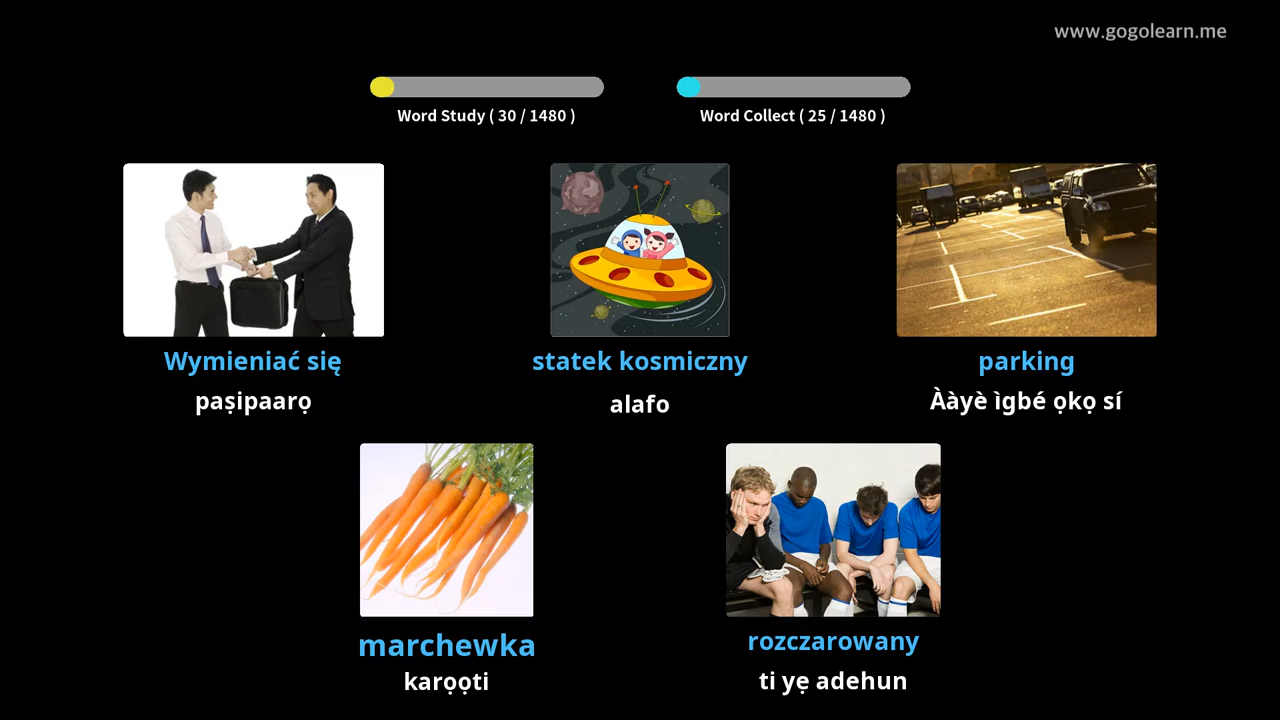 www.gogolearn.me
Word Study ( 30 / 1480 )
Word Collect ( 25 / 1480 )
Wymieniać się
statek kosmiczny
parking
paṣipaarọ
alafo
Ààyè ìgbé ọkọ sí
marchewka
rozczarowany
karọọti
ti yẹ adehun